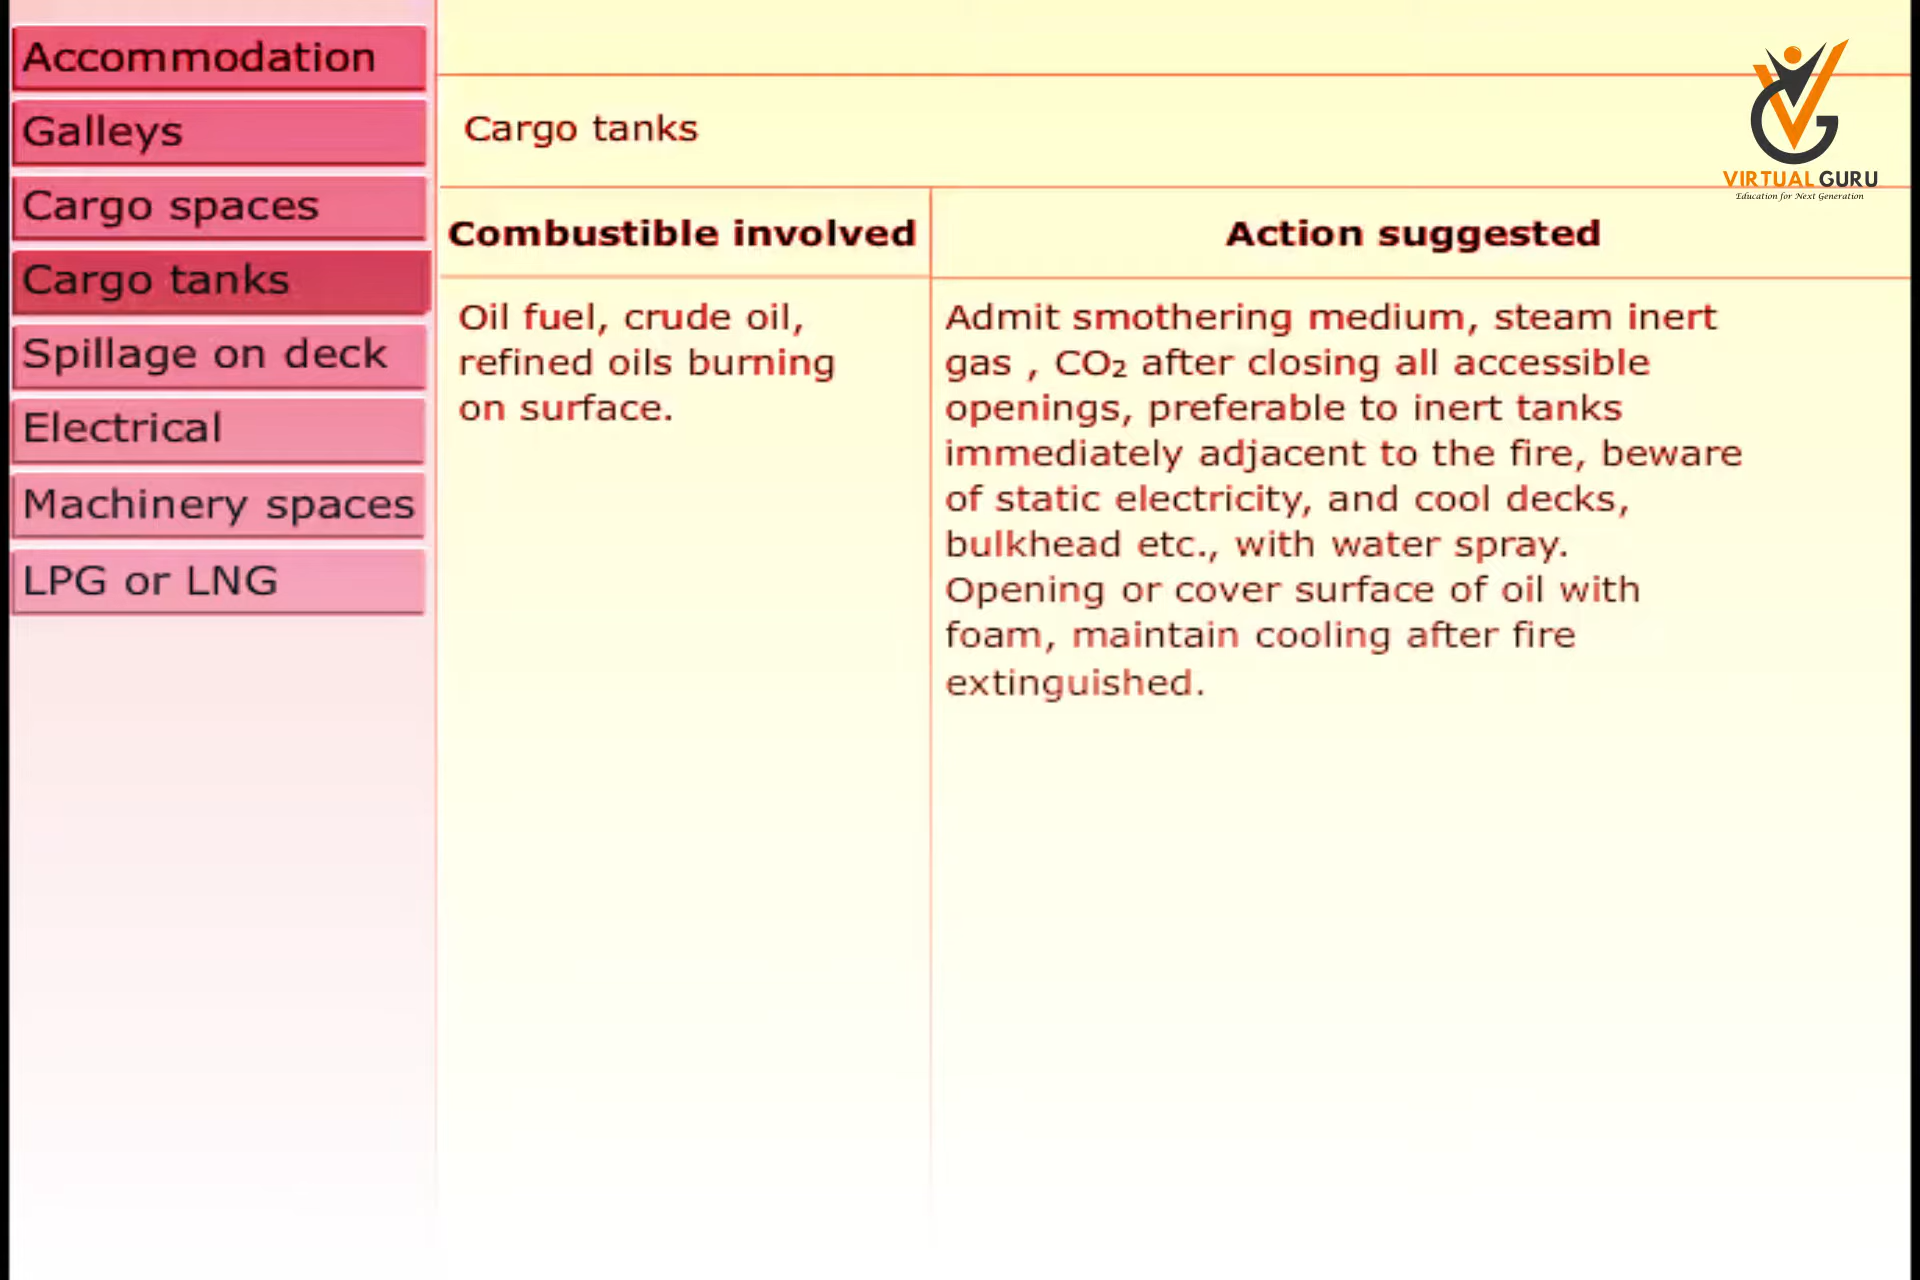 Accommodation
Galleys
Cargo spaces
Cargo tanks
Spillage on deck
Electrical
Machinery spaces
LPG or LNG
VIRTUAL GURU
Education for Next Generation
Cargo tanks
Combustible involved
Action suggested
Oil fuel, crude oil,
refined oils burning
on surface.
Admit smothering medium, steam inert
gas , CO₂ after closing all accessible
openings, preferable to inert tanks
immediately adjacent to the fire, beware
of static electricity, and cool decks,
bulkhead etc., with water spray.
Opening or cover surface of oil with
foam, maintain cooling after fire
extinguished.